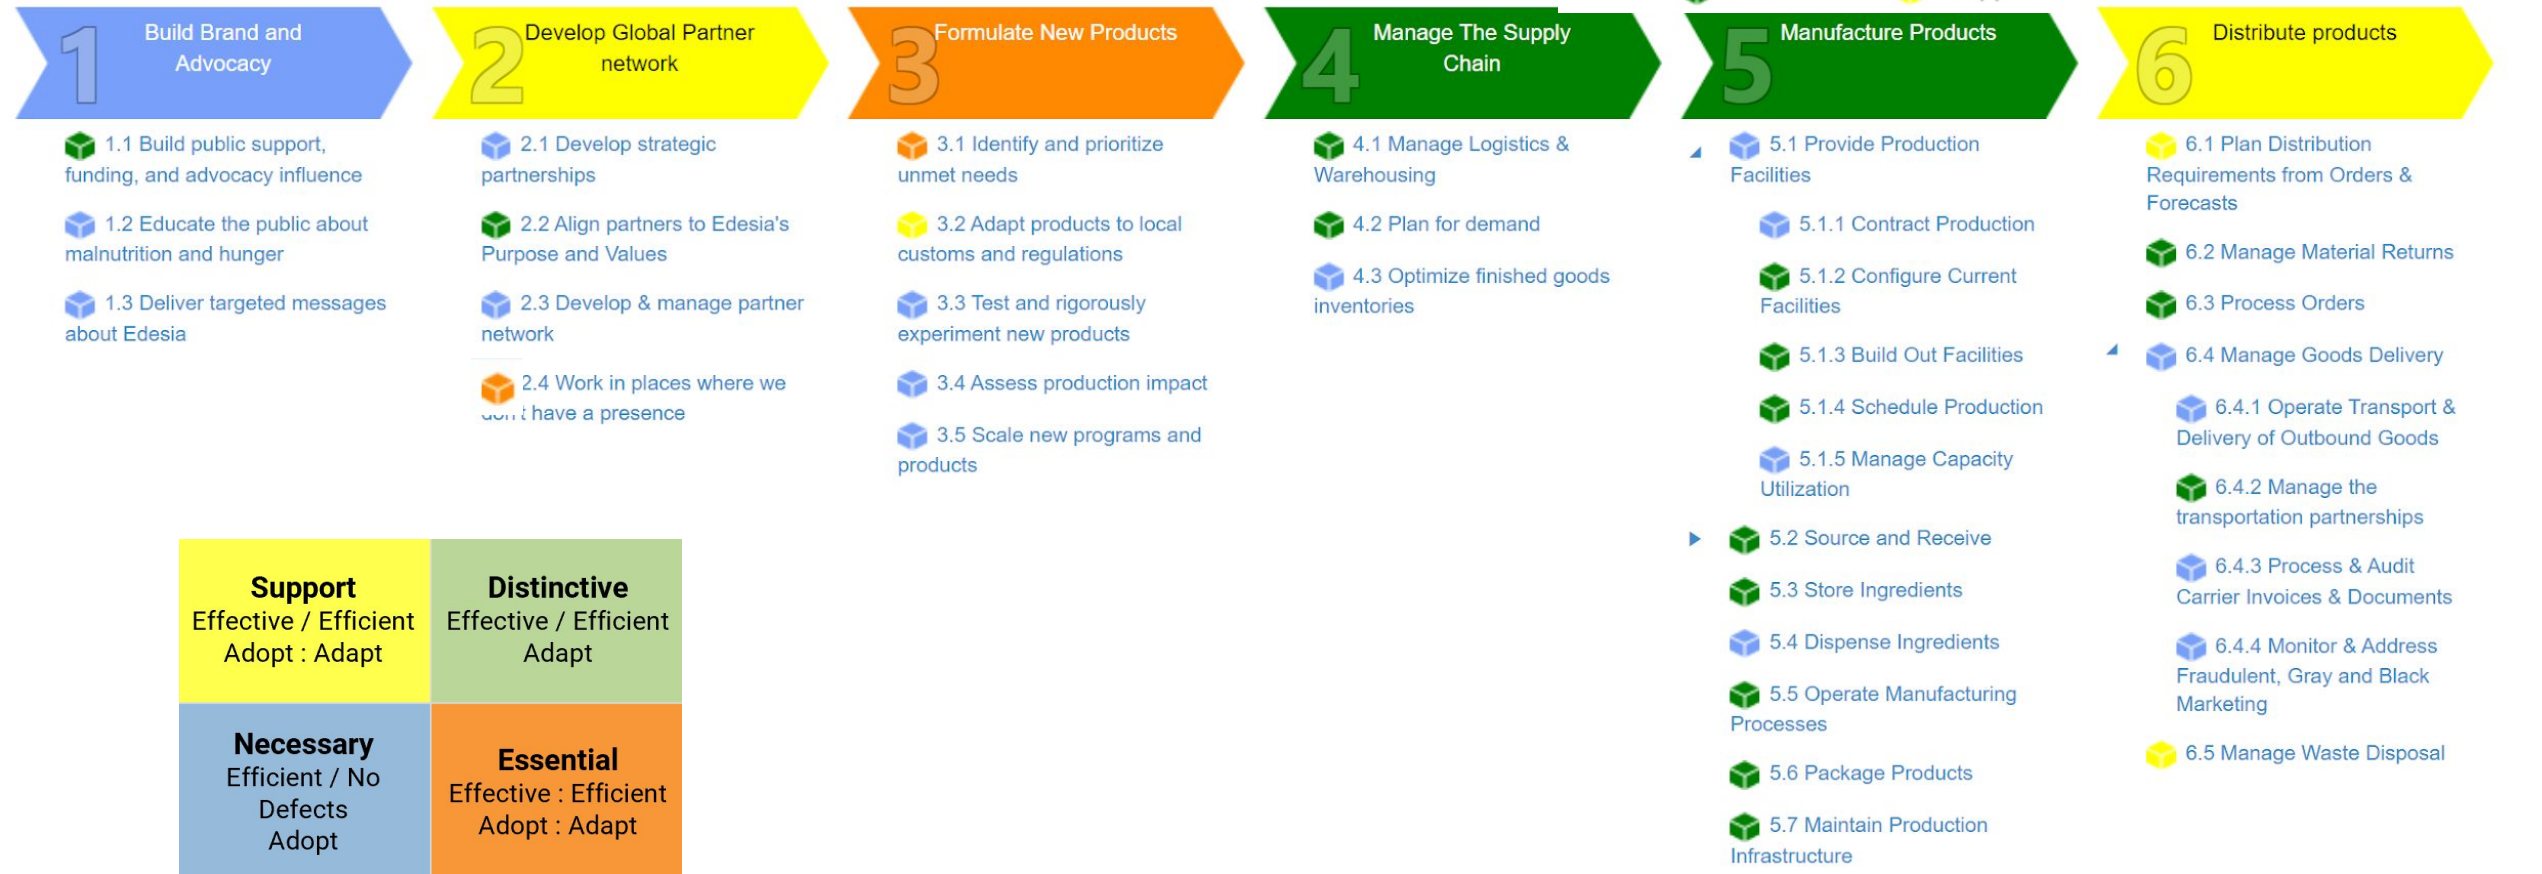 1
Build Brand and
Advocacy
1.1 Build public support,
funding, and advocacy influence
1.2 Educate the public about
malnutrition and hunger
1.3 Deliver targeted messages
about Edesia
2
Develop Global Partner
network
2.1 Develop strategic
partnerships
2.2 Align partners to Edesia's
Purpose and Values
2.3 Develop & manage partner
network
2.4 Work in places where we
don't have a presence
3
Formulate New Products
3.1 Identify and prioritize
unmet needs
3.2 Adapt products to local
customs and regulations
3.3 Test and rigorously
experiment new products
3.4 Assess production impact
3.5 Scale new programs and
products
4
Manage The Supply
Chain
4.1 Manage Logistics &
Warehousing
4.2 Plan for demand
4.3 Optimize finished goods
inventories
5
Manufacture Products
5.1 Provide Production
Facilities
5.1.1 Contract Production
5.1.2 Configure Current
Facilities
5.1.3 Build Out Facilities
5.1.4 Schedule Production
5.1.5 Manage Capacity
Utilization
5.2 Source and Receive
5.3 Store Ingredients
5.4 Dispense Ingredients
5.5 Operate Manufacturing
Processes
5.6 Package Products
5.7 Maintain Production
Infrastructure
6
Distribute products
6.1 Plan Distribution
Requirements from Orders &
Forecasts
6.2 Manage Material Returns
6.3 Process Orders
6.4 Manage Goods Delivery
6.4.1 Operate Transport &
Delivery of Outbound Goods
6.4.2 Manage the
transportation partnerships
6.4.3 Process & Audit
Carrier Invoices & Documents
6.4.4 Monitor & Address
Fraudulent, Gray and Black
Marketing
6.5 Manage Waste Disposal
Support
Effective / Efficient
Adopt : Adapt
Distinctive
Effective / Efficient
Adapt
Necessary
Efficient / No
Defects
Adopt
Essential
Effective : Efficient
Adopt : Adapt